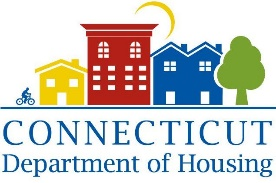 CONNECTICUT
Department of Housing